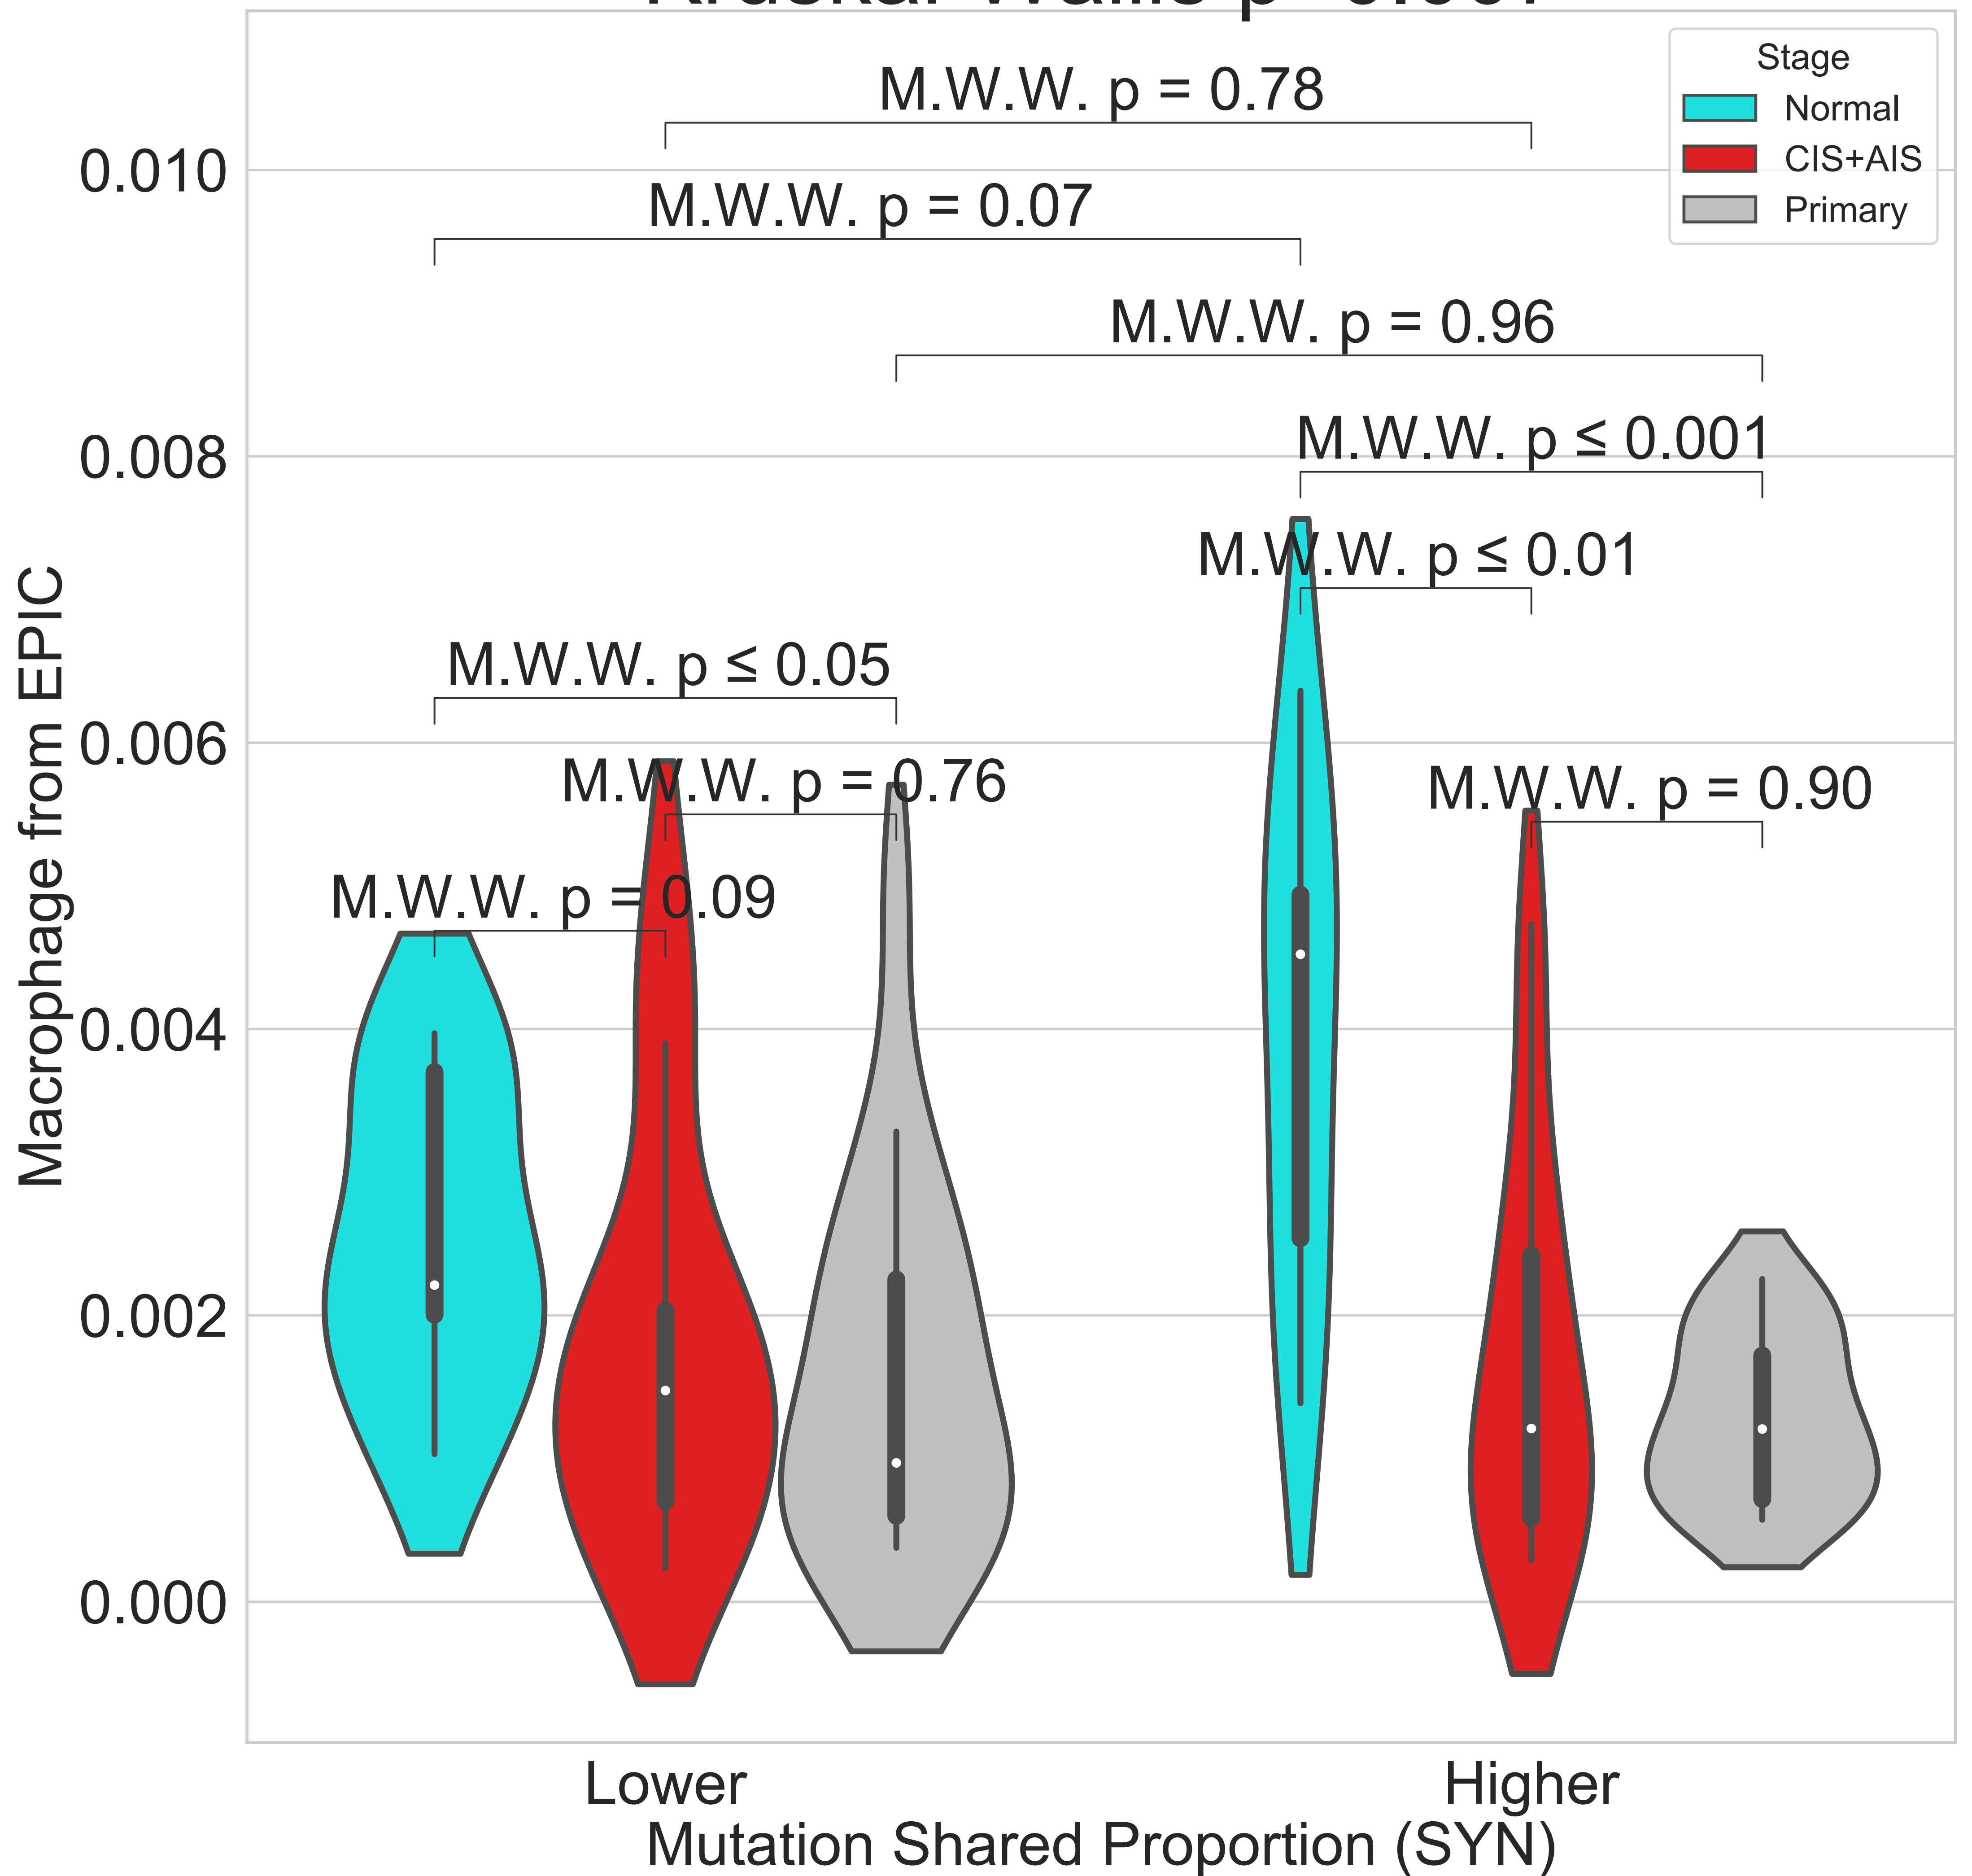 Stage
Normal
CIS+AIS
Primary
M.W.W. p = 0.78
M.W.W. p = 0.07
M.W.W. p = 0.96
M.W.W. p ≤ 0.001
M.W.W. p ≤ 0.01
M.W.W. p ≤ 0.05
M.W.W. p = 0.76
M.W.W. p = 0.90
M.W.W. p = 0.09
0.010
0.008
0.006
0.004
0.002
0.000
Macrophage from EPIC
Lower
Higher
Mutation Shared Proportion (SYN)